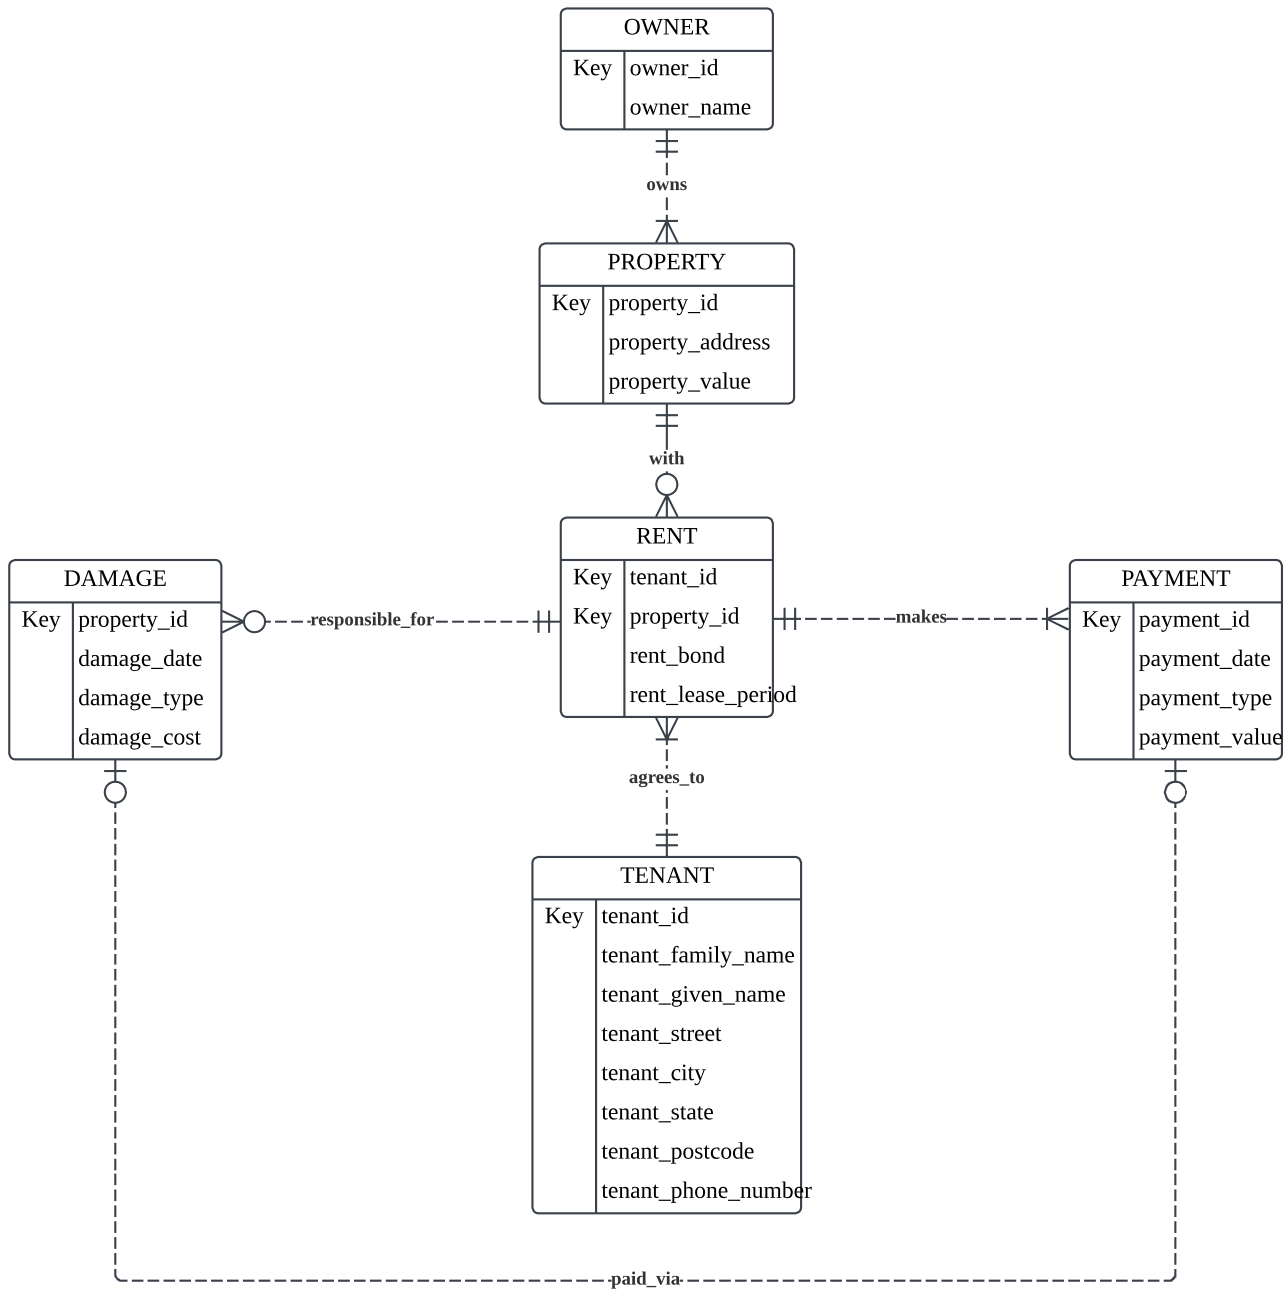 OWNER
Key owner_id
owner_name
owns
PROPERTY
Key property_id
property_address
property_value
with
RENT
Key tenant_id
Key property_id
rent_bond
rent_lease_period
DAMAGE
Key property_id
damage_date
damage_type
damage_cost
responsible_for
makes
PAYMENT
Key payment_id
payment_date
payment_type
payment_value
agrees_to
TENANT
Key tenant_id
tenant_family_name
tenant_given_name
tenant_street
tenant_city
tenant_state
tenant_postcode
tenant_phone_number
paid_via